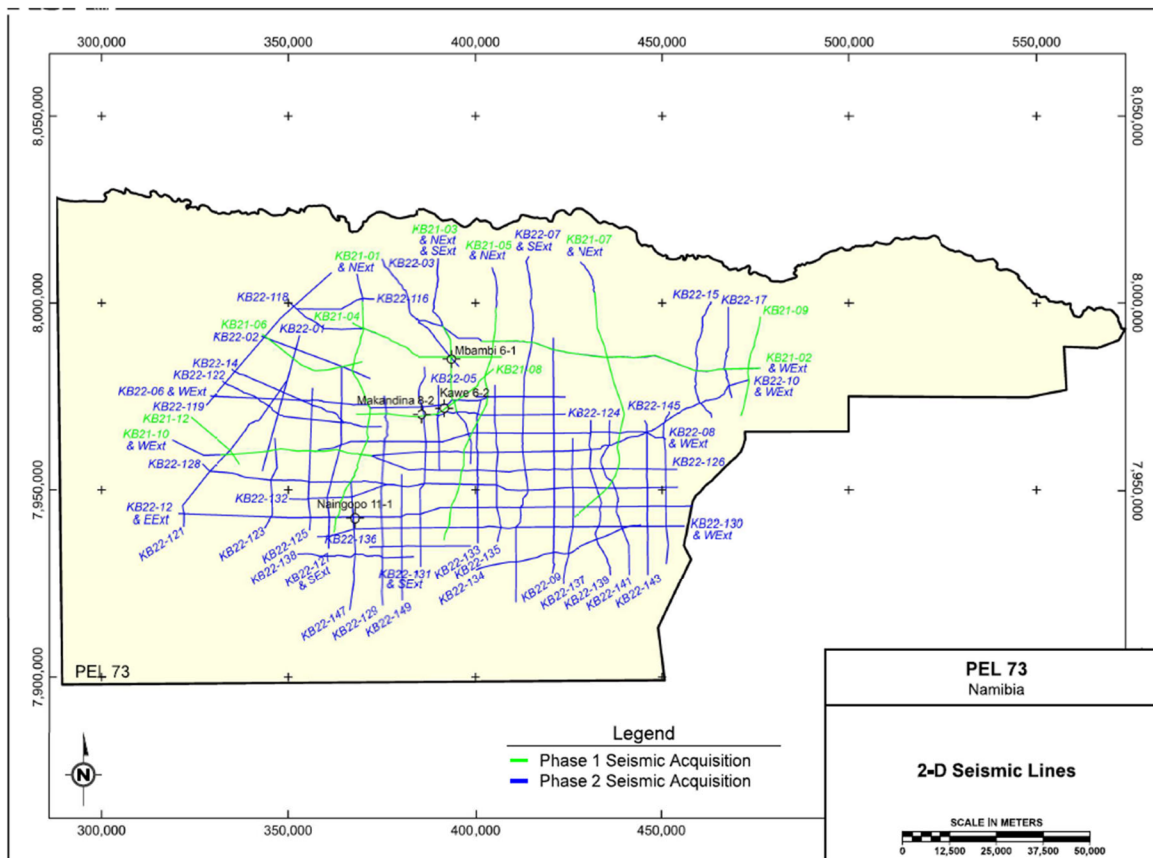 300,000
350,000
400,000
450,000
500,000
550,000
8,050,000
8,050,000
8,000,000
8,000,000
7,950,000
7,950,000
7,900,000
KB21-01
& NExt
KB22-03
KB21-03
& NExt
& SExt
KB21-05
& NExt
KB22-07
& SExt
KB21-07
& NExt
KB22-118
KB22-116
KB22-15
KB22-17
KB21-09
KB21-06
KB22-02
KB22-01
KB21-04
Mbambi 6-1
KB21-02
& WExt
KB22-14
KB22-122
KB22-05
KB21-08
KB22-10
& WExt
KB22-06 & WExt
Makandina 8-2
Kawe 6-2
KB22-119
KB22-124
KB22-145
KB21-12
KB21-10
& WExt
KB22-08
& WExt
KB22-128
KB22-126
KB22-132
Naingopo 11-1
KB22-12
& EExt
KB22-130
& WExt
KB22-121
KB22-123
KB22-125
KB22-136
KB22-138
KB22-127
& SExt
KB22-131
& SExt
KB22-133
KB22-135
KB22-134
KB22-09
KB22-137
KB22-139
KB22-141
KB22-143
KB22-147
KB22-129
KB22-149
PEL 73
N
Legend
Phase 1 Seismic Acquisition
Phase 2 Seismic Acquisition
PEL 73
Namibia
2-D Seismic Lines
SCALE IN METERS
0
12,500
25,000
37,500
50,000
300,000
350,000
400,000
450,000